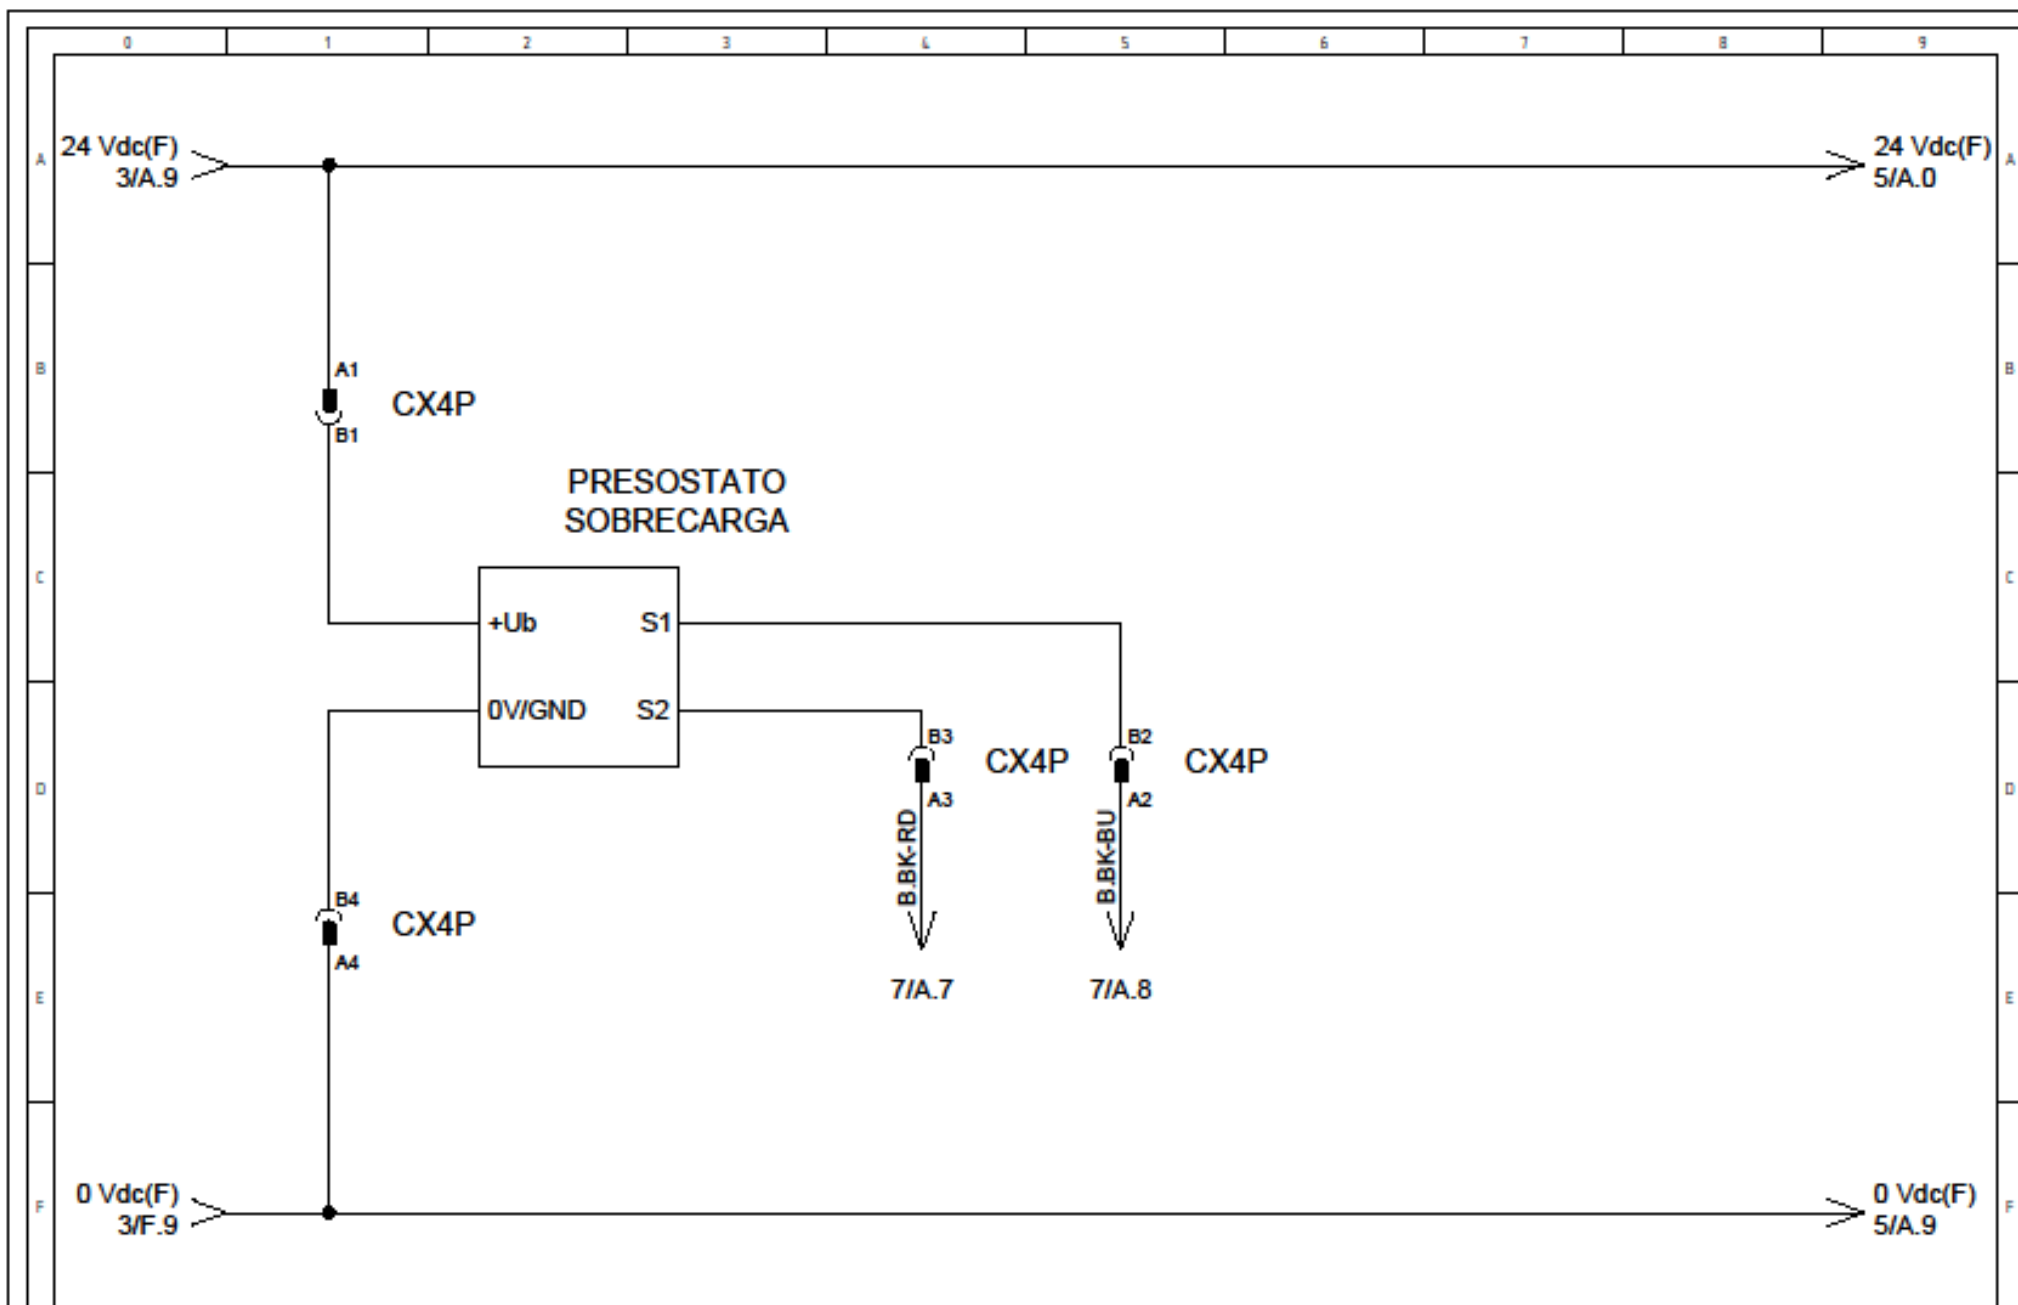 0 1 2 3 4 5 6 7 8 9
A
24 Vdc(F)
3/A.9
24 Vdc(F)
5/A.0
A
B
A1
CX4P
B1
B
PRESOSTATO
SOBRECARGA
C
+Ub
S1
C
0V/GND
S2
B3
CX4P
A3
B2
CX4P
A2
D
D
B.BK-RD
B.BK-BU
B4
CX4P
A4
E
7/A.7
7/A.8
E
F
0 Vdc(F)
3/F.9
0 Vdc(F)
5/A.9
F